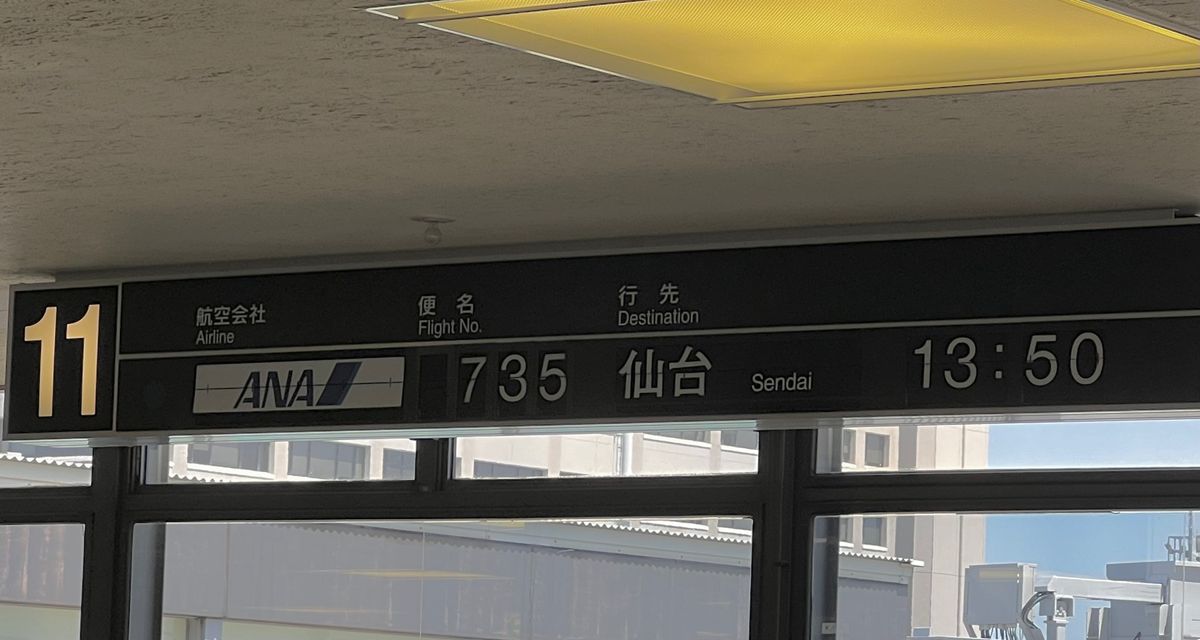 11
航空会社 便名 行先
Airline Flight No. Destination
ANA 735 仙台 Sendai 13:50